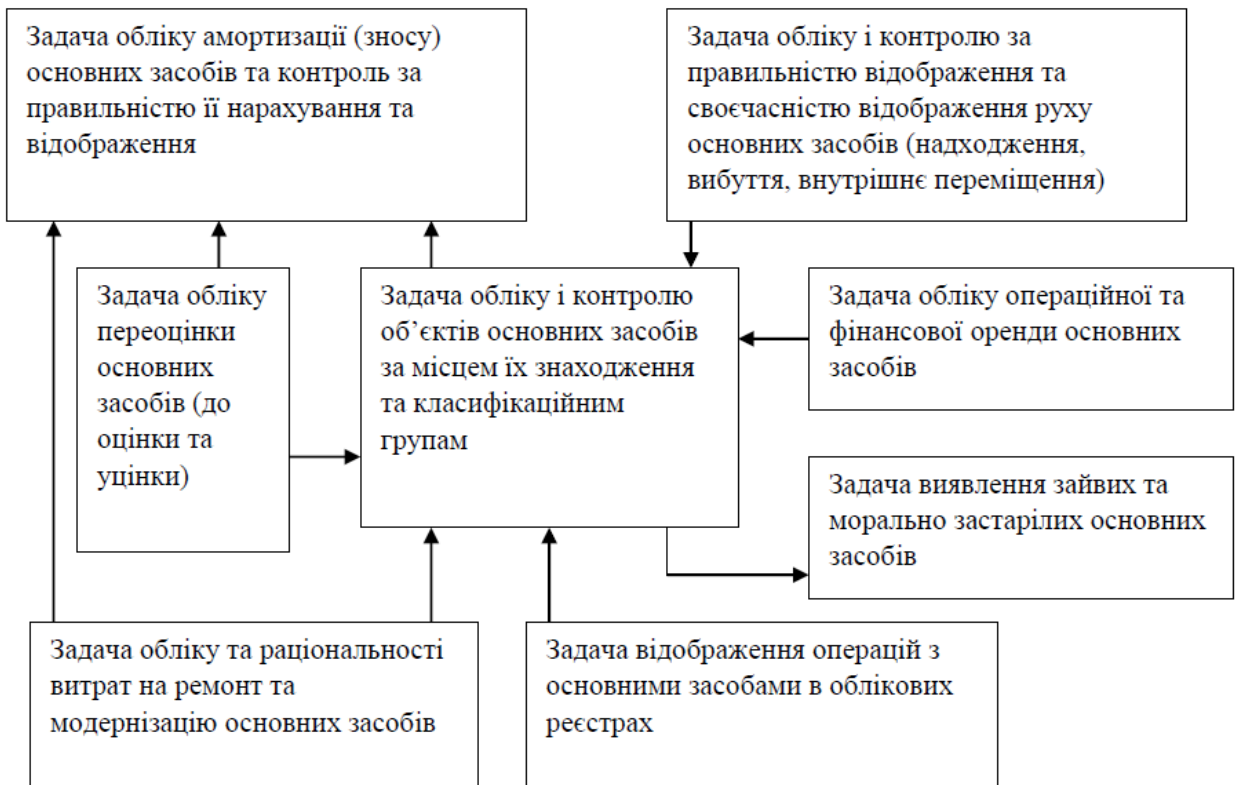 Задача обліку амортизації (зносу)
основних засобів та контроль за
правильністю її нарахування та
відображення
Задача обліку і контролю за
правильністю відображення та
своєчасністю відображення руху
основних засобів (надходження,
вибуття, внутрішнє переміщення)
Задача обліку
переоцінки
основних
засобів (до
оцінки та
уцінки)
Задача обліку і контролю
об’єктів основних засобів
за місцем їх знаходження
та класифікаційним
групам
Задача обліку операційної та
фінансової оренди основних
засобів
Задача виявлення зайвих та
морально застарілих основних
засобів
Задача обліку та раціональності
витрат на ремонт та
модернізацію основних засобів
Задача відображення операцій з
основними засобами в облікових
реєстрах